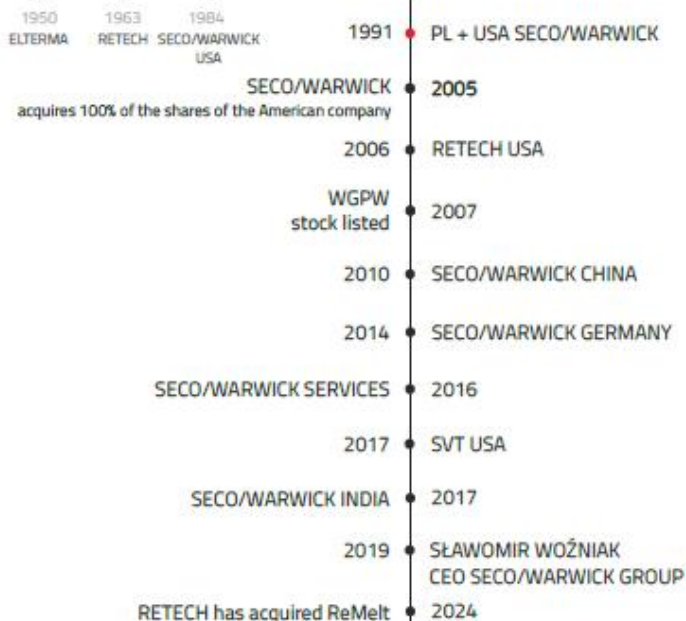 1950 1963 1984
ELTERMA RETECH SECO/WARWICK
USA
1991 PL + USA SECO/WARWICK
SECO/WARWICK 2005
acquires 100% of the shares of the American company
2006 RETECH USA
WGPW
stock listed 2007
2010 SECO/WARWICK CHINA
2014 SECO/WARWICK GERMANY
SECO/WARWICK SERVICES 2016
2017 SVT USA
SECO/WARWICK INDIA 2017
2019 SŁAWOMIR WOŹNIAK
CEO SECO/WARWICK GROUP
RETECH has acquired ReMelt 2024